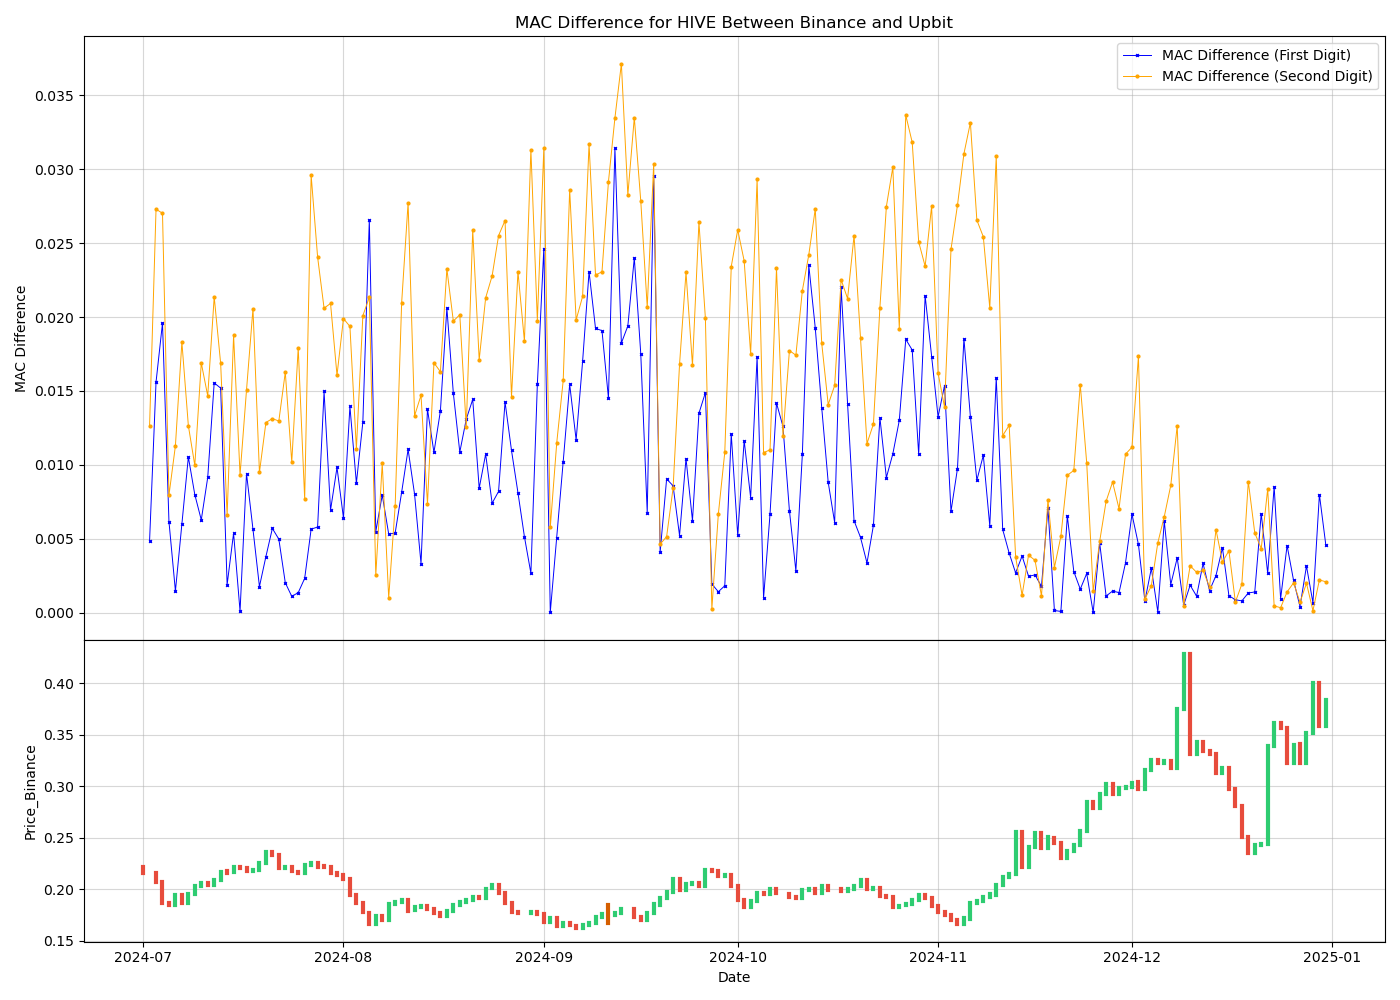 MAC Difference for HIVE Between Binance and Upbit
MAC Difference (First Digit)
MAC Difference (Second Digit)
MAC Difference
0.035
0.030
0.025
0.020
0.015
0.010
0.005
0.000
Price_Binance
0.40
0.35
0.30
0.25
0.20
0.15
2024-07 2024-08 2024-09 2024-10 2024-11 2024-12 2025-01
Date